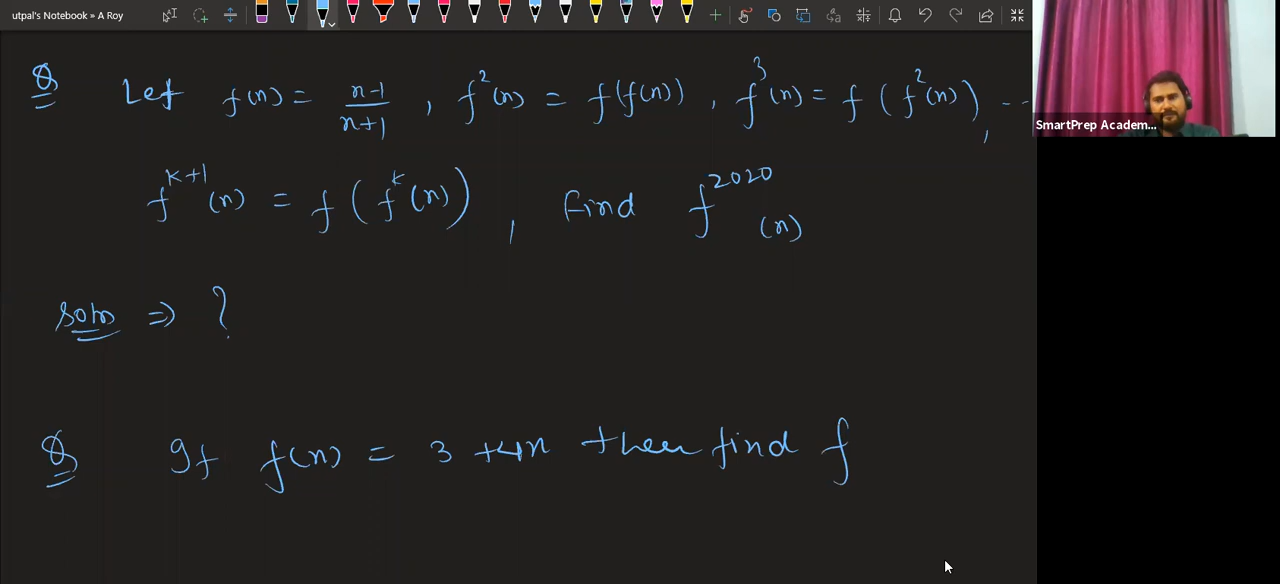 utpal's Notebook » A Roy
SmartPrep Academ...
Q Let f(n) = n-1/n+1, f²(n) = f(f(n)), f³(n) = f(f²(n)), --
f^{k+1}(n) = f(f^k(n)), Find f^{2020}(n)
Soln ⇒ ?
Q If f(n) = 3+4n then find f